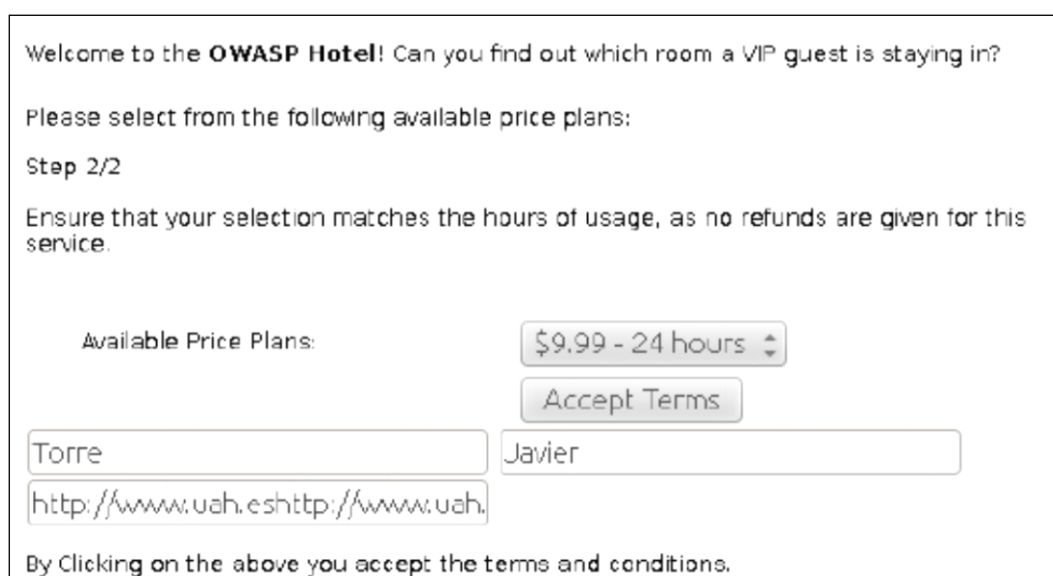 Welcome to the OWASP Hotel! Can you find out which room a VIP guest is staying in?
Please select from the following available price plans:
Step 2/2
Ensure that your selection matches the hours of usage, as no refunds are given for this
service.
Available Price Plans: $9.99 - 24 hours
Accept Terms
Torre Javier
http://www.uah.eshttp://www.uah.
By Clicking on the above you accept the terms and conditions.